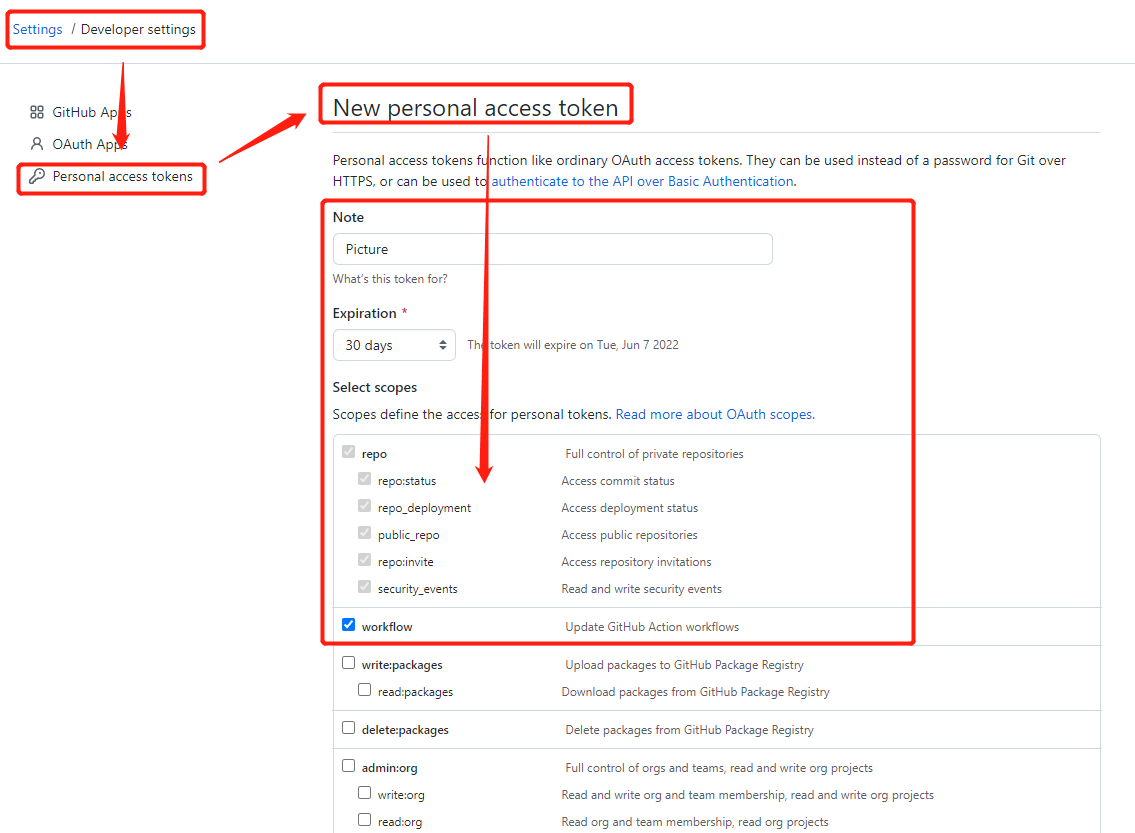 Settings / Developer settings
GitHub Apps
OAuth Apps
Personal access tokens
New personal access token
Personal access tokens function like ordinary OAuth access tokens. They can be used instead of a password for Git over
HTTPS, or can be used to authenticate to the API over Basic Authentication.
Note
Picture
What's this token for?
Expiration *
30 days The token will expire on Tue, Jun 7 2022
Select scopes
Scopes define the access for personal tokens. Read more about OAuth scopes.
repo Full control of private repositories
repo:status Access commit status
repo_deployment Access deployment status
public_repo Access public repositories
repo:invite Access repository invitations
security_events Read and write security events
workflow Update GitHub Action workflows
write:packages Upload packages to GitHub Package Registry
read:packages Download packages from GitHub Package Registry
delete:packages Delete packages from GitHub Package Registry
admin:org Full control of orgs and teams, read and write org projects
write:org Read and write org and team membership, read and write org projects
read:org Read org and team membership, read org projects